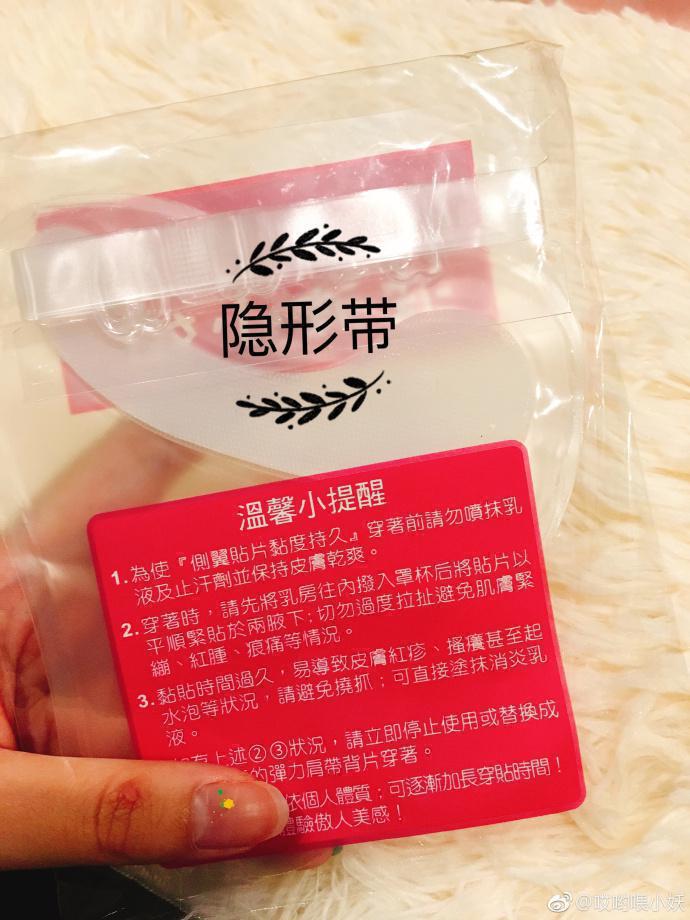 隐形带
溫馨小提醒
1.為使『側翼貼片黏度持久』穿著前請勿噴抹乳
液及止汗劑並保持皮膚乾爽。
2.穿著時，請先將乳房往內撥入罩杯后將貼片以
平順緊貼於兩腋下;切勿過度拉扯避免肌膚緊
繃、紅腫、痕痛等情況。
3.黏貼時間過久，易導致皮膚紅疹、搔癢甚至起
水泡等狀況，請避免撓抓；可直接塗抹消炎乳
液。
有上述②③狀況，請立即停止使用或替換成
的彈力肩帶背片穿著。
依個人體質；可逐漸加長穿貼時間！
體驗傲人美感！
@哎哟喂小妖